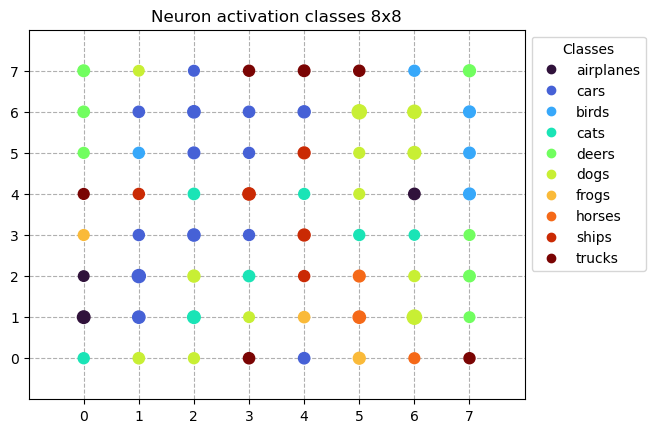 Neuron activation classes 8x8
7
6
5
4
3
2
1
0
0 1 2 3 4 5 6 7
Classes
airplanes
cars
birds
cats
deers
dogs
frogs
horses
ships
trucks